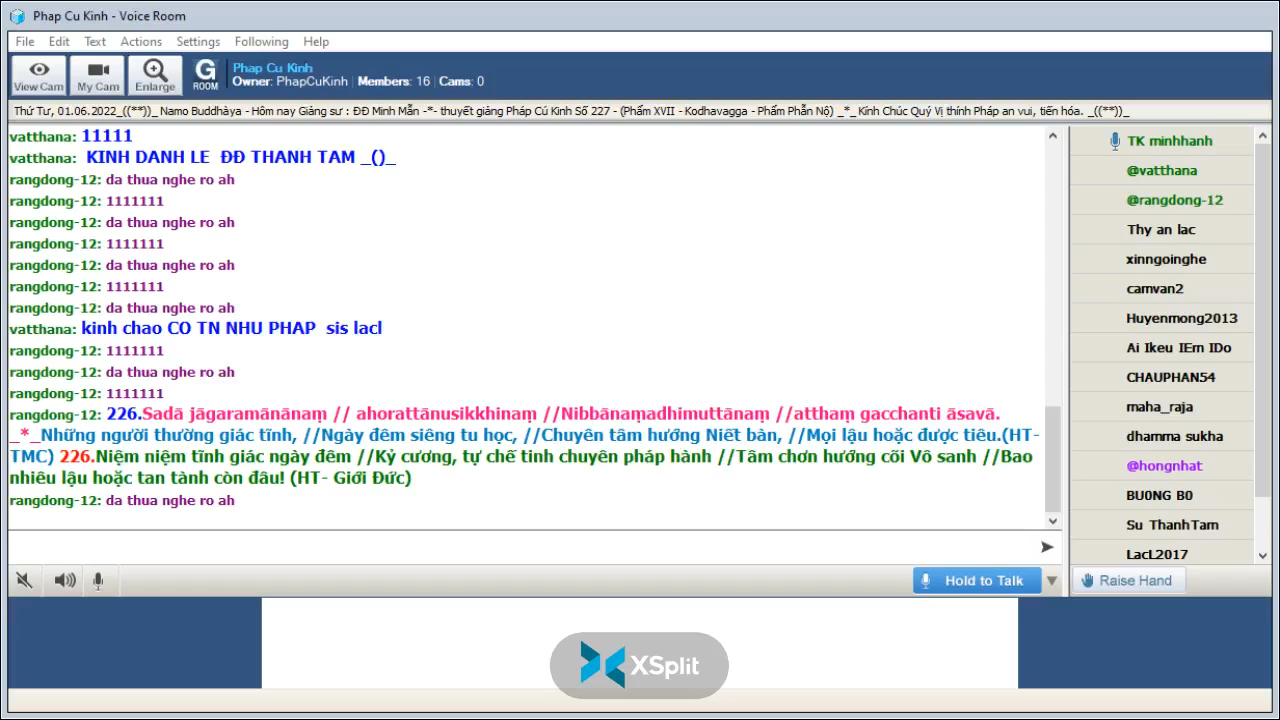 Phap Cu Kinh - Voice Room
File Edit Text Actions Settings Following Help
View Cam My Cam Enlarge G ROOM
Phap Cu Kinh
Owner: PhapCuKinh Members: 16 Cams: 0
Thứ Tư, 01.06.2022_((**))_ Namo Buddhàya - Hôm nay Giảng sư : ĐĐ Minh Mẫn -*- thuyết giảng Pháp Cú Kinh Số 227 - (Phẩm XVII - Kodhavagga - Phẩm Phẫn Nộ) _*_ Kính Chúc Quý Vị thính Pháp an vui, tiến hóa. _((**))_
vatthana: 11111
vatthana: KINH DANH LE ĐĐ THANH TAM _()_
rangdong-12: da thua nghe ro ah
rangdong-12: 1111111
rangdong-12: da thua nghe ro ah
rangdong-12: 1111111
rangdong-12: da thua nghe ro ah
rangdong-12: 1111111
rangdong-12: da thua nghe ro ah
vatthana: kinh chao CO TN NHU PHAP sis lacl
rangdong-12: 1111111
rangdong-12: da thua nghe ro ah
rangdong-12: 1111111
rangdong-12: 226.Sadā jāgaramānānaṃ // ahorattānusikkhinaṃ //Nibbānaṃadhimuttānaṃ //atthaṃ gacchanti āsavā.
_*_Những người thường giác tĩnh, //Ngày đêm siêng tu học, //Chuyên tâm hướng Niết bàn, //Mọi lậu hoặc được tiêu.(HT-
TMC) 226.Niệm niệm tĩnh giác ngày đêm //Kỷ cương, tự chế tinh chuyên pháp hành //Tâm chơn hướng cõi Vô sanh //Bao
nhiêu lậu hoặc tan tành còn đâu! (HT- Giới Đức)
rangdong-12: da thua nghe ro ah
TK minhhanh
@vatthana
@rangdong-12
Thy an lac
xinngoinghe
camvan2
Huyenmong2013
Ai lkeu IEm IDo
CHAUPHAN54
maha_raja
dhamma sukha
@hongnhat
BU0NG B0
Su ThanhTam
LacL2017
Hold to Talk
Raise Hand
XSplit